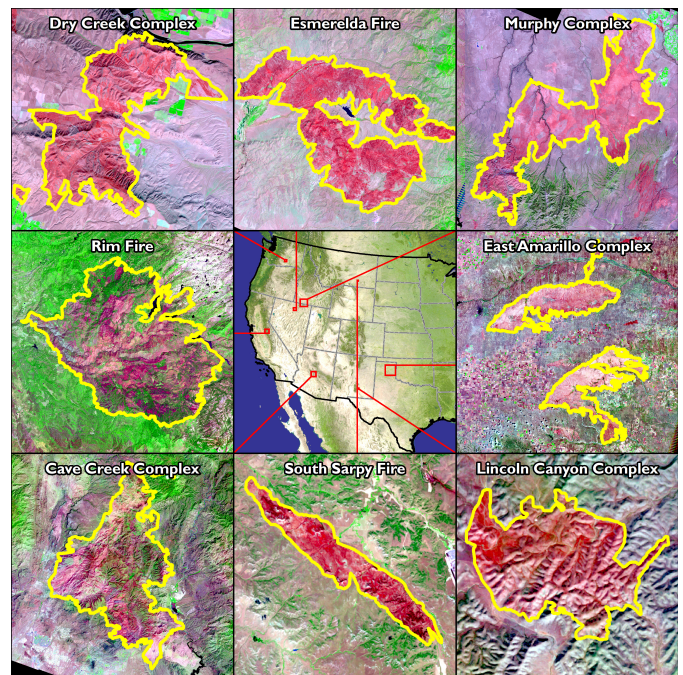 Dry Creek Complex
Esmerelda Fire
Murphy Complex
Rim Fire
East Amarillo Complex
Cave Creek Complex
South Sarpy Fire
Lincoln Canyon Complex